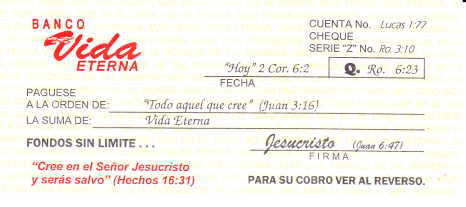 BANCO
Vida
ETERNA
CUENTA No. Lucas 1:77
CHEQUE
SERIE "Z" No. Ro. 3:10
"Hoy" 2 Cor. 6:2
Q. Ro. 6:23
FECHA
PAGUESE
A LA ORDEN DE: "Todo aquel que cree" (Juan 3:16)
LA SUMA DE: Vida Eterna
FONDOS SIN LIMITE . . .
Jesucristo (Juan 6:47)
FIRMA
"Cree en el Señor Jesucristo
y serás salvo" (Hechos 16:31)
PARA SU COBRO VER AL REVERSO.